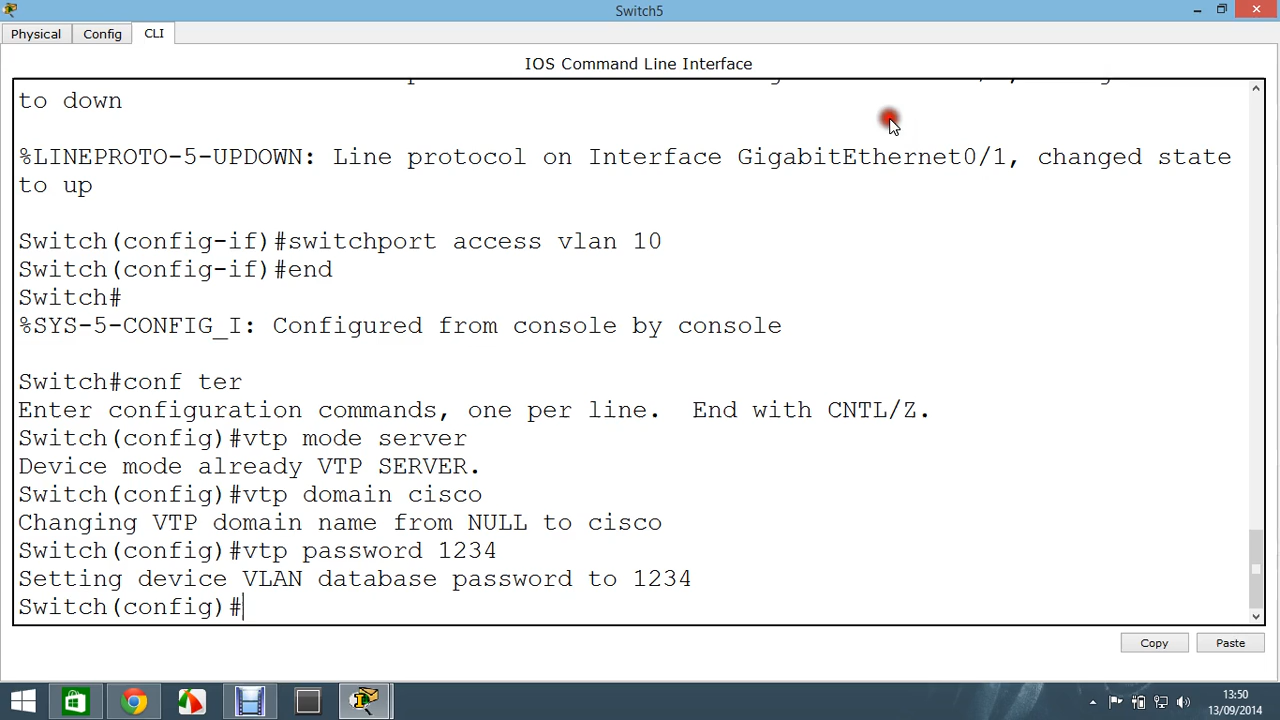 Switch5
Physical
Config
CLI
IOS Command Line Interface
to down
%LINEPROTO-5-UPDOWN: Line protocol on Interface GigabitEthernet0/1, changed state
to up
Switch(config-if)#switchport access vlan 10
Switch(config-if)#end
Switch#
%SYS-5-CONFIG_I: Configured from console by console
Switch#conf ter
Enter configuration commands, one per line.  End with CNTL/Z.
Switch(config)#vtp mode server
Device mode already VTP SERVER.
Switch(config)#vtp domain cisco
Changing VTP domain name from NULL to cisco
Switch(config)#vtp password 1234
Setting device VLAN database password to 1234
Switch(config)#
Copy
Paste
13:50
13/09/2014